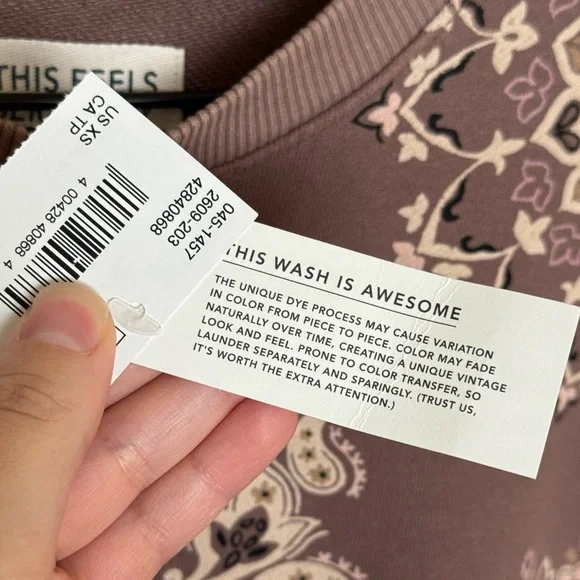 THIS FEELS
US XS
CA TP
045-1457
2609-203
42840868
4 00428 40868 4
THIS WASH IS AWESOME
THE UNIQUE DYE PROCESS MAY CAUSE VARIATION
IN COLOR FROM PIECE TO PIECE. COLOR MAY FADE
NATURALLY OVER TIME, CREATING A UNIQUE VINTAGE
LOOK AND FEEL. PRONE TO COLOR TRANSFER, SO
LAUNDER SEPARATELY AND SPARINGLY. (TRUST US,
IT'S WORTH THE EXTRA ATTENTION.)